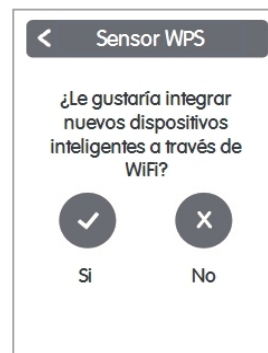 Sensor WPS
¿Le gustaría integrar
nuevos dispositivos
inteligentes a través de
WiFi?
Si No